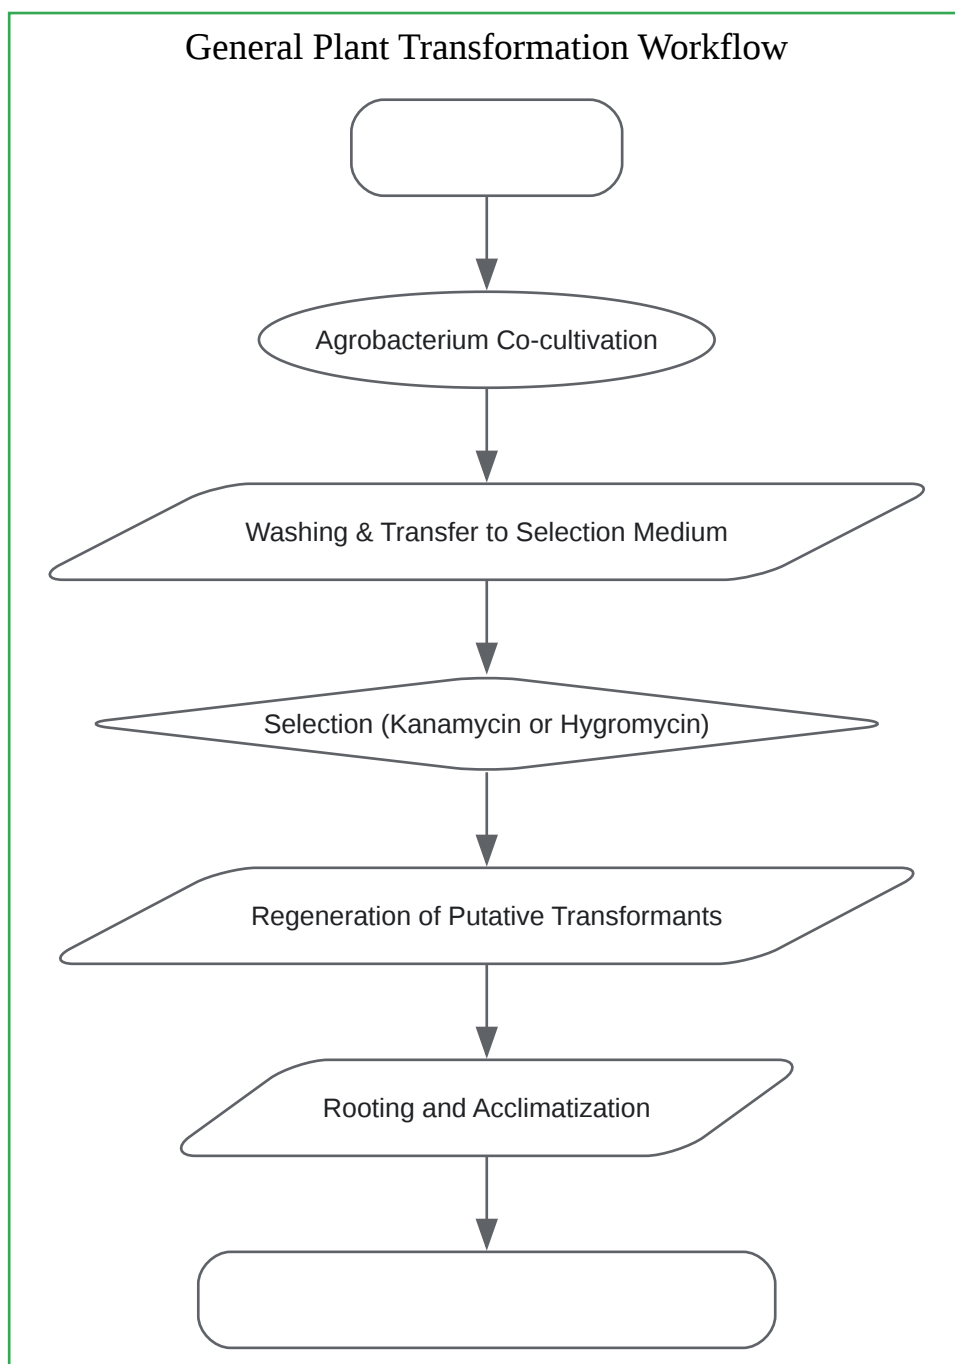 General Plant Transformation Workflow
Agrobacterium Co-cultivation
Washing & Transfer to Selection Medium
Selection (Kanamycin or Hygromycin)
Regeneration of Putative Transformants
Rooting and Acclimatization